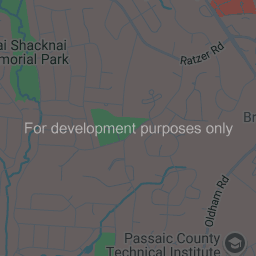 ai Shacknai
morial Park
Ratzer Rd
Br
For development purposes only
Oldham Rd
Passaic County
Technical Institute